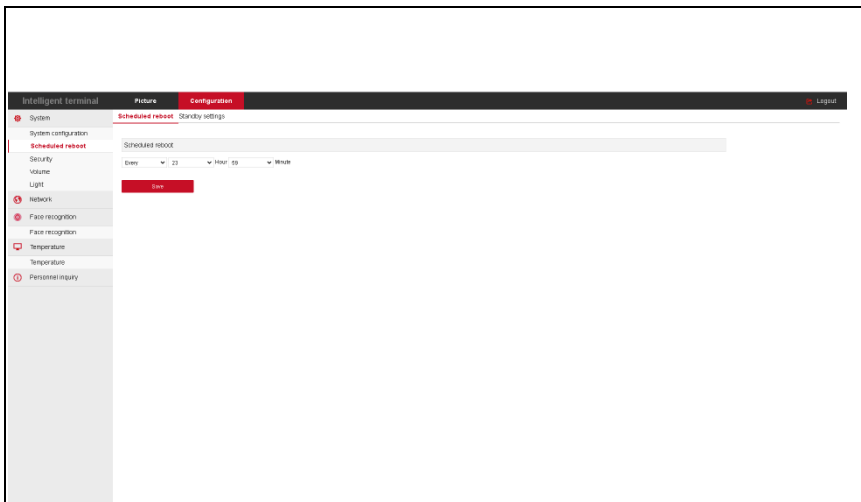 Intelligent terminal
Picture
Configuration
Logout
System
System configuration
Scheduled reboot
Security
Volume
Light
Network
Face recognition
Face recognition
Temperature
Temperature
Personnel inquiry
Scheduled reboot Standby settings
Scheduled reboot
Every 23 Hour 59 Minute
Save